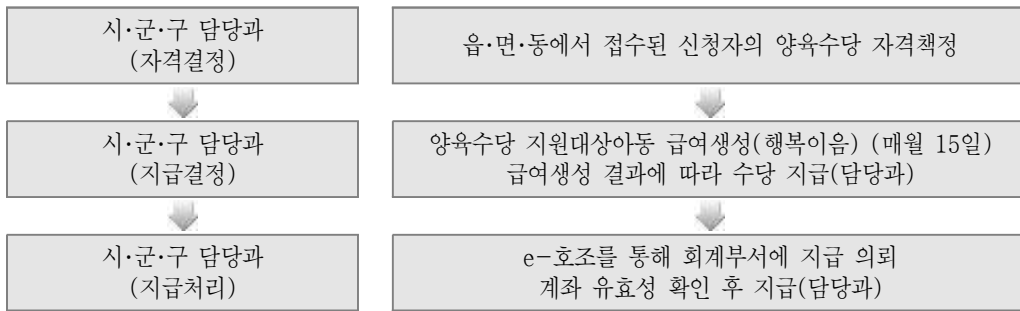 시·군·구 담당과
(자격결정)
읍·면·동에서 접수된 신청자의 양육수당 자격책정
시·군·구 담당과
(지급결정)
양육수당 지원대상아동 급여생성(행복이음) (매월 15일)
급여생성 결과에 따라 수당 지급(담당과)
시·군·구 담당과
(지급처리)
e-호조를 통해 회계부서에 지급 의뢰
계좌 유효성 확인 후 지급(담당과)